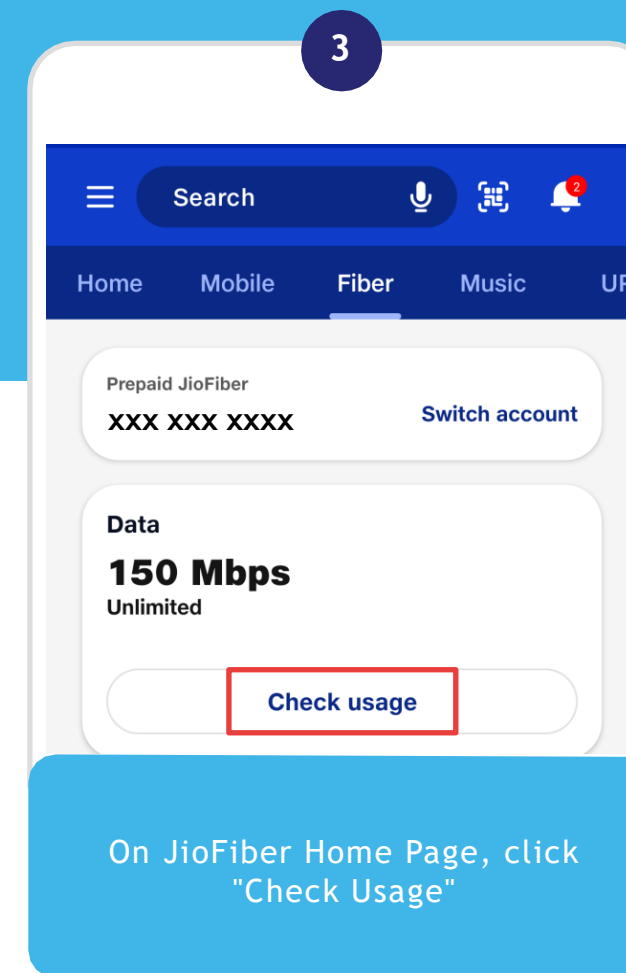 3
Search
2
Home Mobile Fiber Music
Prepaid JioFiber
xxx xxx xxxx
Switch account
Data
150 Mbps
Unlimited
Check usage
On JioFiber Home Page, click
"Check Usage"